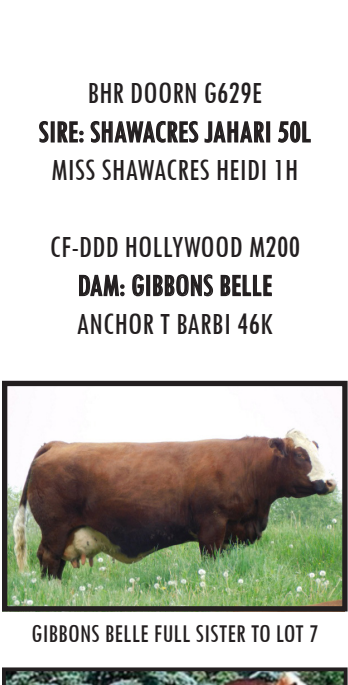 BHR DOORN G629E
SIRE: SHAWACRES JAHARI 50L
MISS SHAWACRES HEIDI 1H
CF-DDD HOLLYWOOD M200
DAM: GIBBONS BELLE
ANCHOR T BARBI 46K
GIBBONS BELLE FULL SISTER TO LOT 7